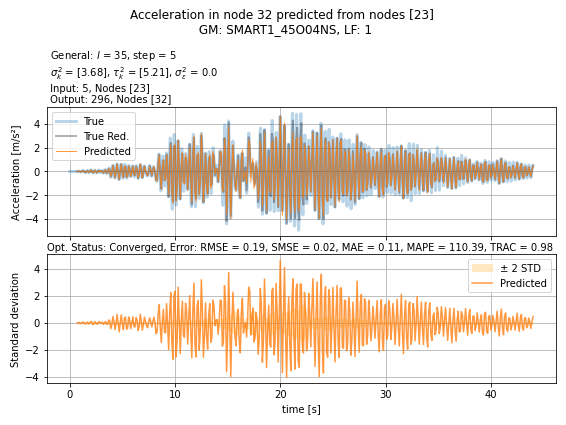 Acceleration in node 32 predicted from nodes [23]
GM: SMART1_45O04NS, LF: 1
General: l = 35, step = 5
σ²ₖ = [3.68], τ²ₖ = [5.21], σ²ε = 0.0
Input: 5, Nodes [23]
Output: 296, Nodes [32]
Acceleration [m/s²]
4
2
0
−2
−4
True
True Red.
Predicted
Opt. Status: Converged, Error: RMSE = 0.19, SMSE = 0.02, MAE = 0.11, MAPE = 110.39, TRAC = 0.98
Standard deviation
4
2
0
−2
−4
± 2 STD
Predicted
0 10 20 30 40
time [s]